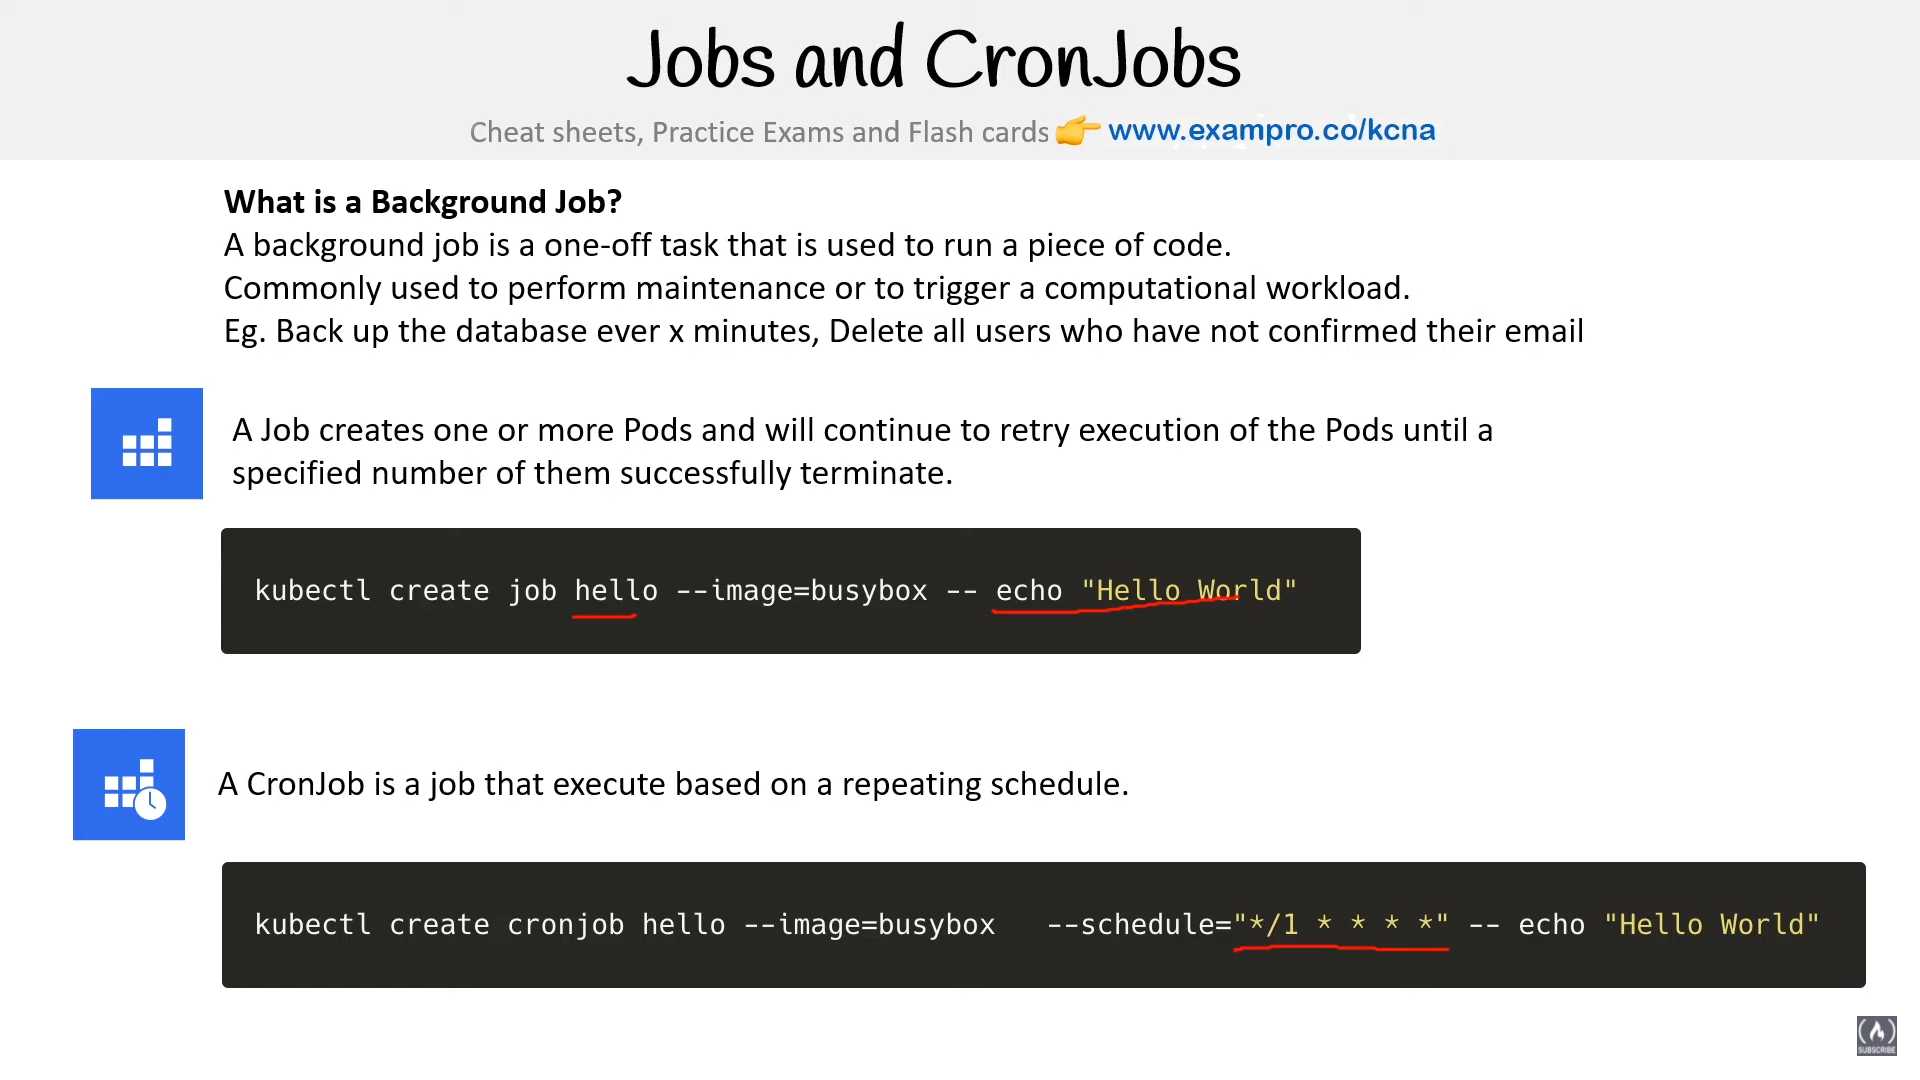 Jobs and CronJobs
Cheat sheets, Practice Exams and Flash cards 👉 www.exampro.co/kcna
What is a Background Job?
A background job is a one-off task that is used to run a piece of code.
Commonly used to perform maintenance or to trigger a computational workload.
Eg. Back up the database ever x minutes, Delete all users who have not confirmed their email
A Job creates one or more Pods and will continue to retry execution of the Pods until a
specified number of them successfully terminate.
kubectl create job hello --image=busybox -- echo "Hello World"
A CronJob is a job that execute based on a repeating schedule.
kubectl create cronjob hello --image=busybox   --schedule="*/1 * * * *" -- echo "Hello World"
SUBSCRIBE